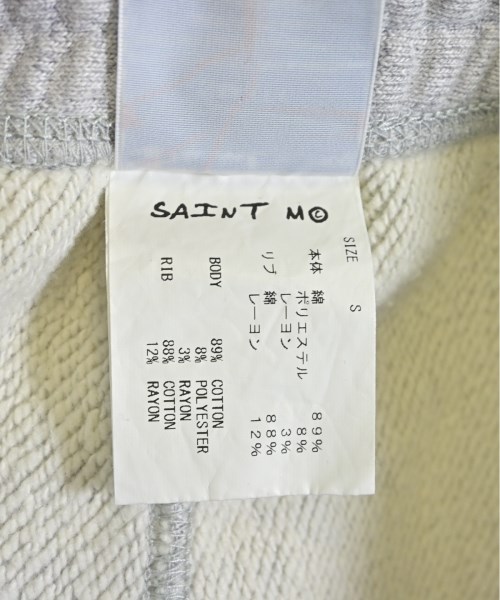 SAINT M©
SIZE S
本体 綿 89%
ポリエステル 8%
レーヨン 3%
リブ 綿 88%
レーヨン 12%
BODY 89% COTTON
8% POLYESTER
3% RAYON
RIB 88% COTTON
12% RAYON